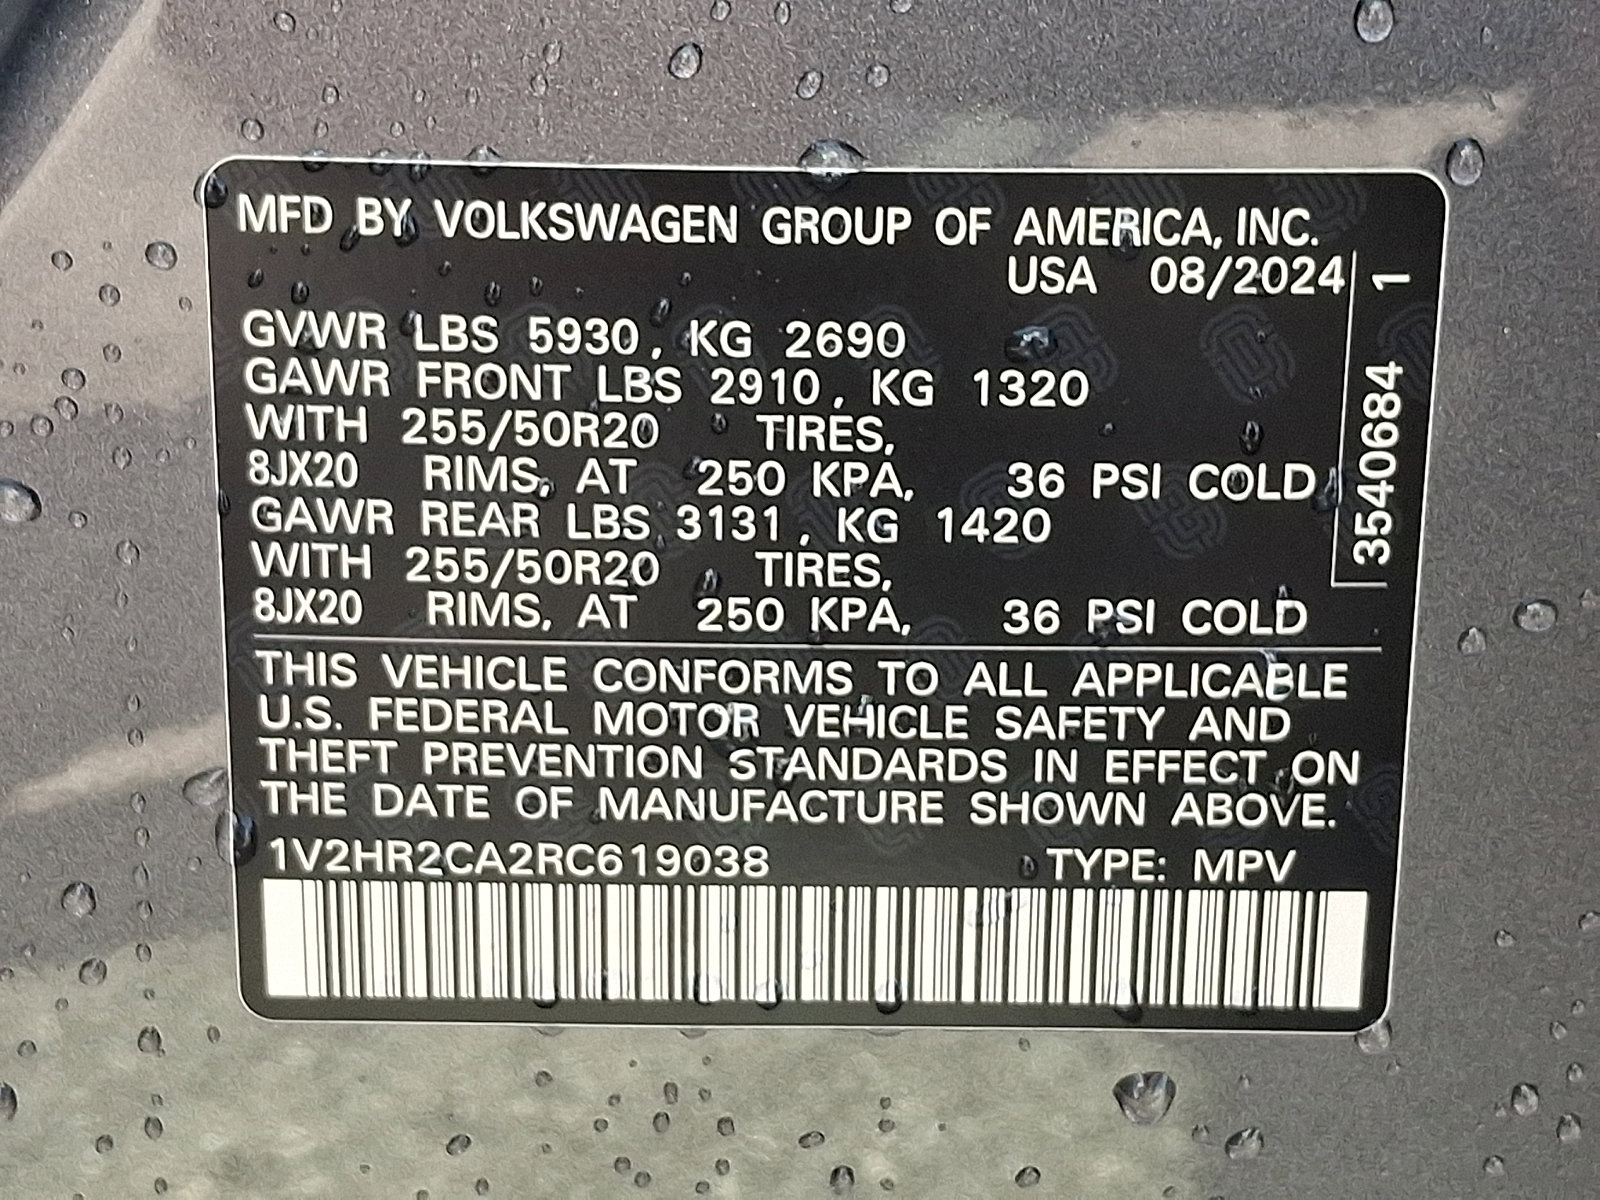 MFD BY VOLKSWAGEN GROUP OF AMERICA, INC.
USA 08/2024
GVWR LBS 5930, KG 2690
GAWR FRONT LBS 2910, KG 1320
WITH 255/50R20 TIRES,
8JX20 RIMS, AT 250 KPA, 36 PSI COLD
GAWR REAR LBS 3131, KG 1420
WITH 255/50R20 TIRES,
8JX20 RIMS, AT 250 KPA, 36 PSI COLD
3540684 1
THIS VEHICLE CONFORMS TO ALL APPLICABLE
U.S. FEDERAL MOTOR VEHICLE SAFETY AND
THEFT PREVENTION STANDARDS IN EFFECT ON
THE DATE OF MANUFACTURE SHOWN ABOVE.
1V2HR2CA2RC619038 TYPE: MPV